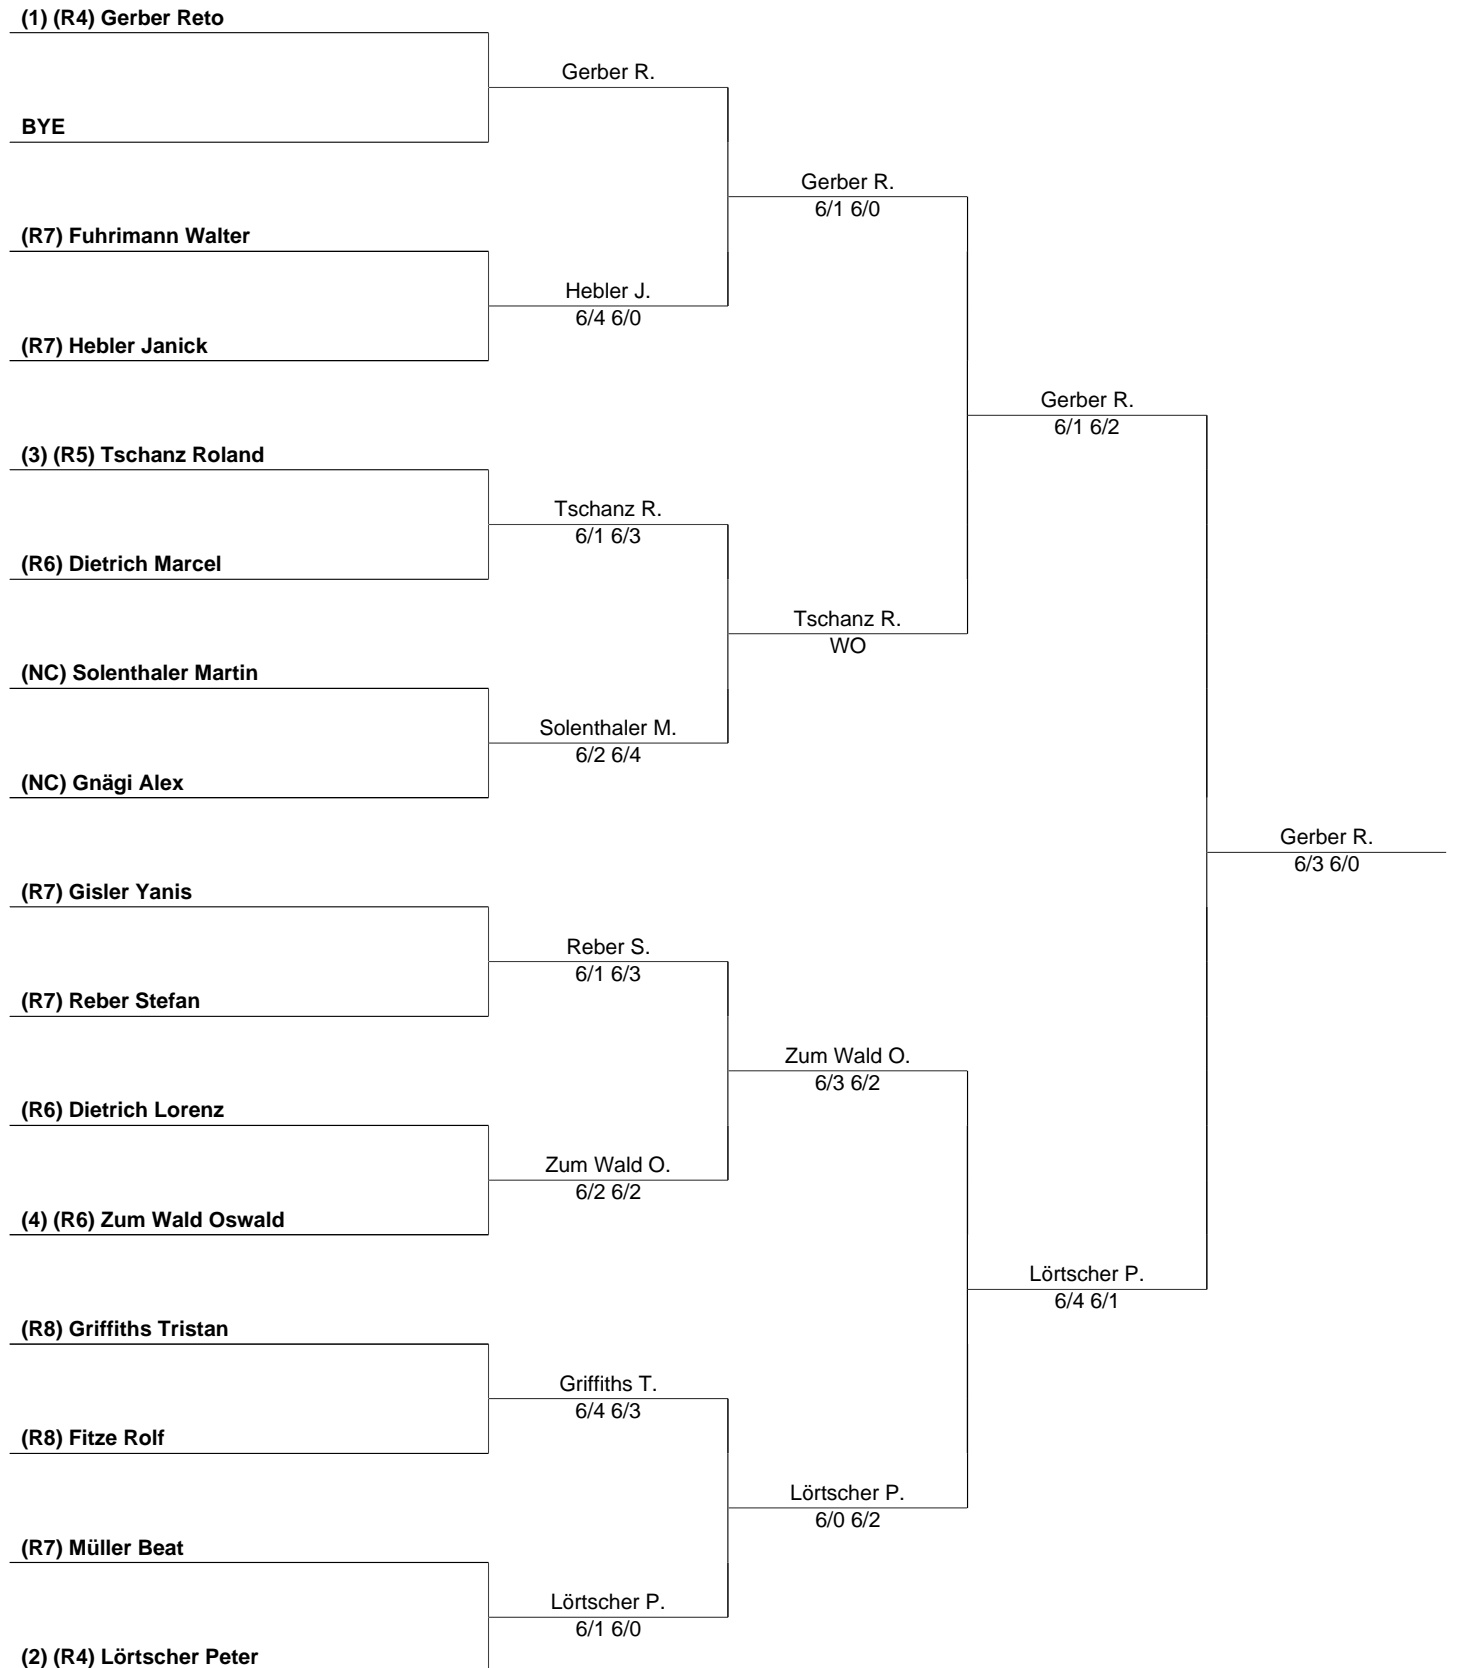 (1) (R4) Gerber Reto
Gerber R.
BYE
Gerber R.
6/1 6/0
(R7) Fuhrimann Walter
Hebler J.
6/4 6/0
(R7) Hebler Janick
Gerber R.
6/1 6/2
(3) (R5) Tschanz Roland
Tschanz R.
6/1 6/3
(R6) Dietrich Marcel
Tschanz R.
WO
(NC) Solenthaler Martin
Solenthaler M.
6/2 6/4
(NC) Gnägi Alex
Gerber R.
6/3 6/0
(R7) Gisler Yanis
Reber S.
6/1 6/3
(R7) Reber Stefan
Zum Wald O.
6/3 6/2
(R6) Dietrich Lorenz
Zum Wald O.
6/2 6/2
(4) (R6) Zum Wald Oswald
Lörtscher P.
6/4 6/1
(R8) Griffiths Tristan
Griffiths T.
6/4 6/3
(R8) Fitze Rolf
Lörtscher P.
6/0 6/2
(R7) Müller Beat
Lörtscher P.
6/1 6/0
(2) (R4) Lörtscher Peter